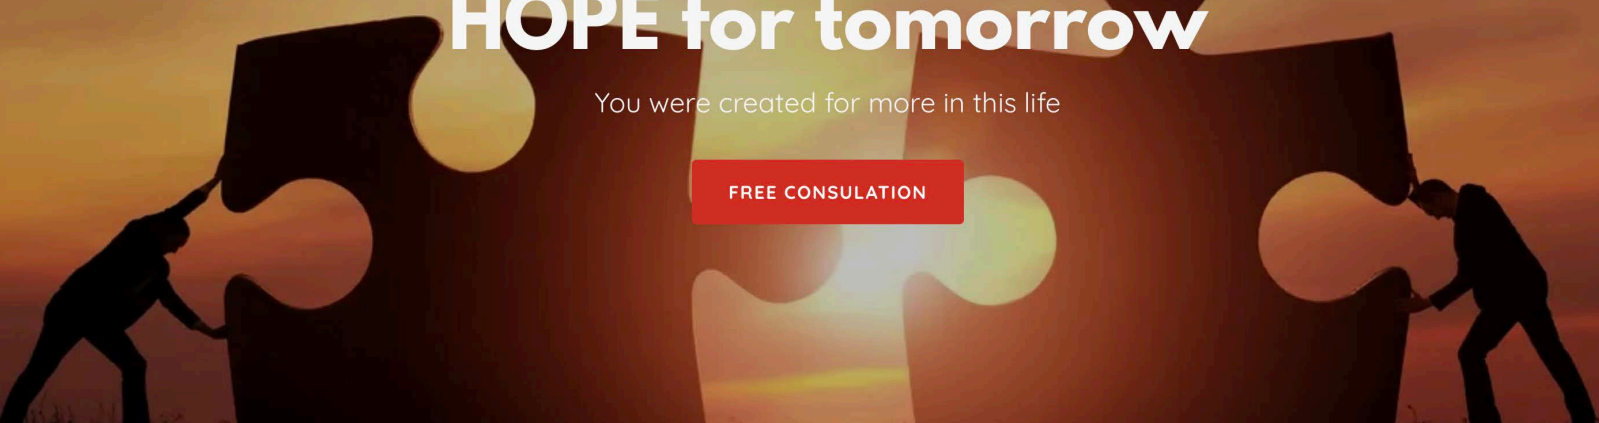 HOPE for tomorrow
You were created for more in this life
FREE CONSULATION